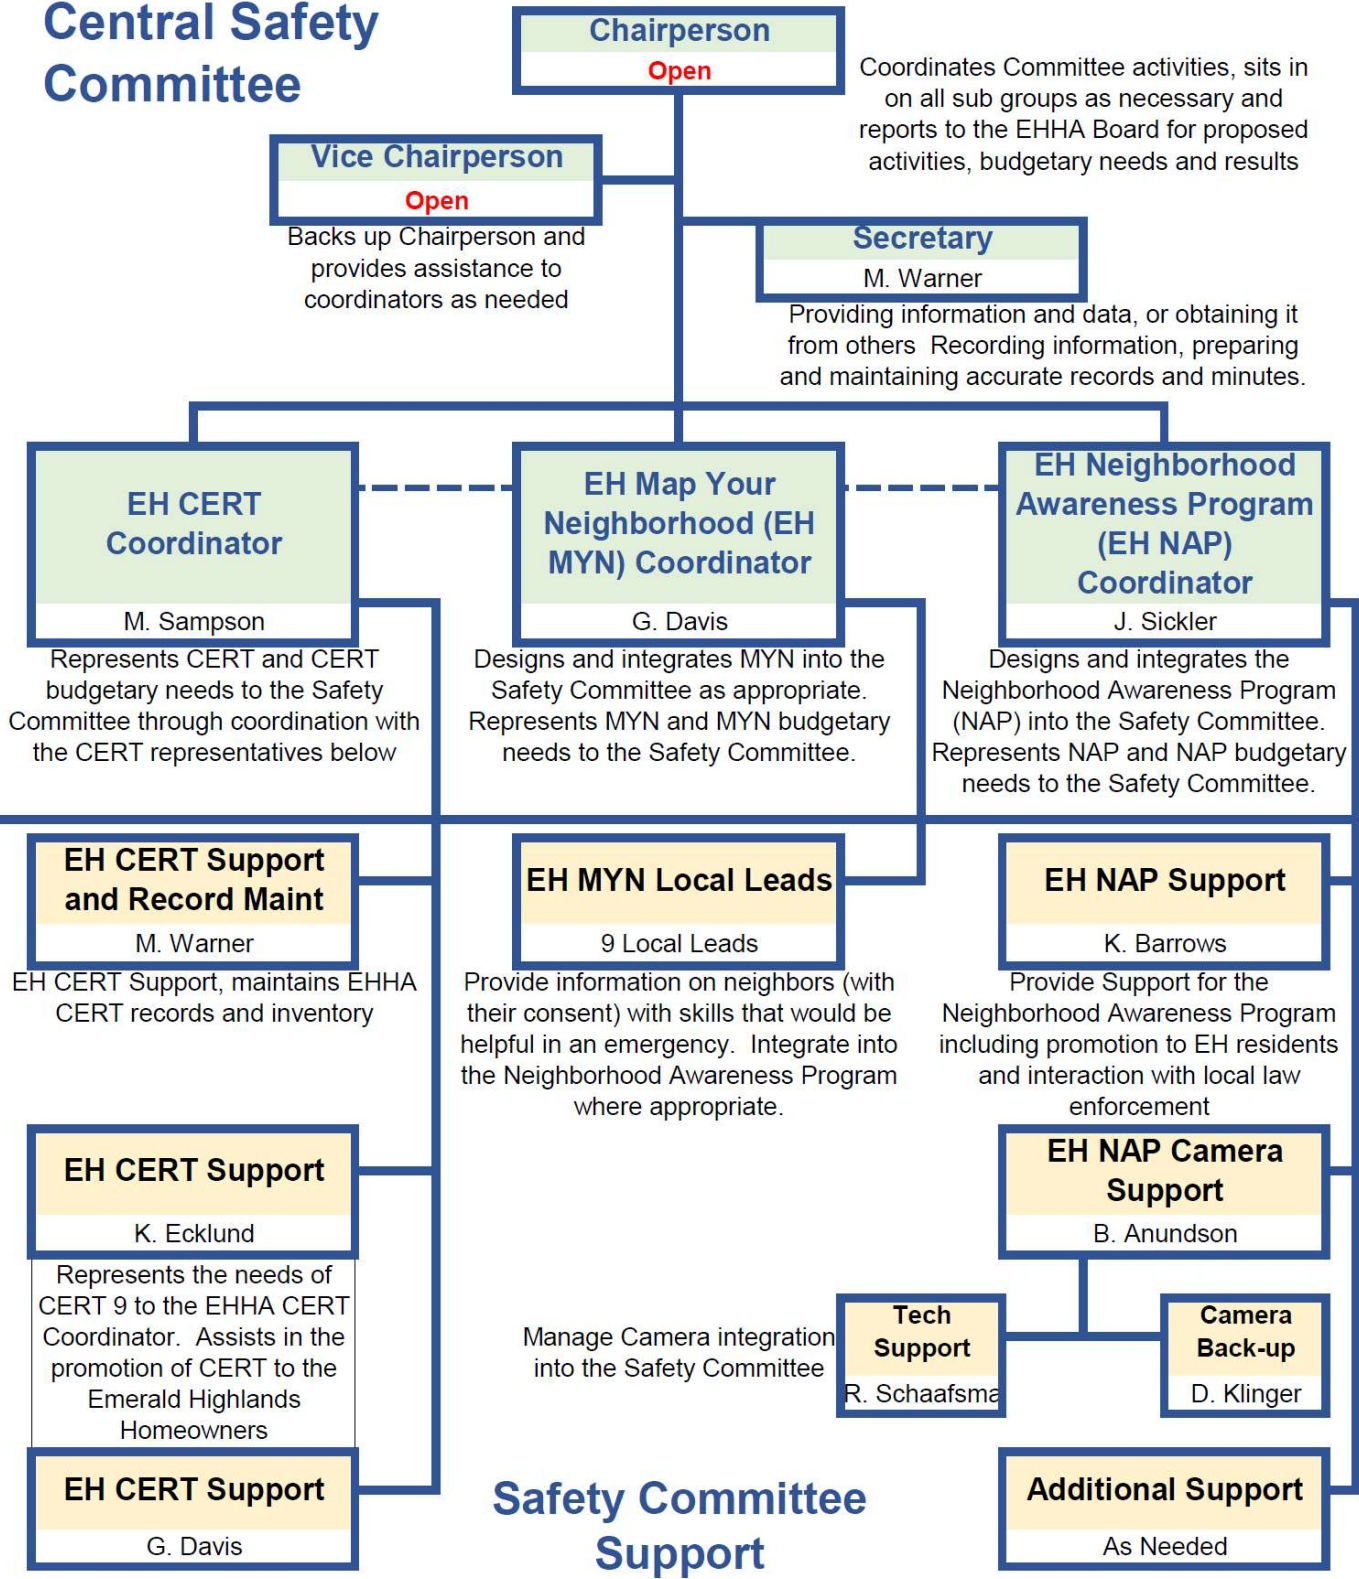 Central Safety
Committee
Chairperson
Open
Coordinates Committee activities, sits in
on all sub groups as necessary and
reports to the EHHA Board for proposed
activities, budgetary needs and results
Vice Chairperson
Open
Backs up Chairperson and
provides assistance to
coordinators as needed
Secretary
M. Warner
Providing information and data, or obtaining it
from others  Recording information, preparing
and maintaining accurate records and minutes.
EH CERT
Coordinator
M. Sampson
Represents CERT and CERT
budgetary needs to the Safety
Committee through coordination with
the CERT representatives below
EH Map Your
Neighborhood (EH
MYN) Coordinator
G. Davis
Designs and integrates MYN into the
Safety Committee as appropriate.
Represents MYN and MYN budgetary
needs to the Safety Committee.
EH Neighborhood
Awareness Program
(EH NAP)
Coordinator
J. Sickler
Designs and integrates the
Neighborhood Awareness Program
(NAP) into the Safety Committee.
Represents NAP and NAP budgetary
needs to the Safety Committee.
EH CERT Support
and Record Maint
M. Warner
EH CERT Support, maintains EHHA
CERT records and inventory
EH MYN Local Leads
9 Local Leads
Provide information on neighbors (with
their consent) with skills that would be
helpful in an emergency.  Integrate into
the Neighborhood Awareness Program
where appropriate.
EH NAP Support
K. Barrows
Provide Support for the
Neighborhood Awareness Program
including promotion to EH residents
and interaction with local law
enforcement
EH CERT Support
K. Ecklund
Represents the needs of
CERT 9 to the EHHA CERT
Coordinator.  Assists in the
promotion of CERT to the
Emerald Highlands
Homeowners
EH CERT Support
G. Davis
EH NAP Camera
Support
B. Anundson
Manage Camera integration
into the Safety Committee
Tech
Support
R. Schaafsma
Camera
Back-up
D. Klinger
Additional Support
As Needed
Safety Committee
Support